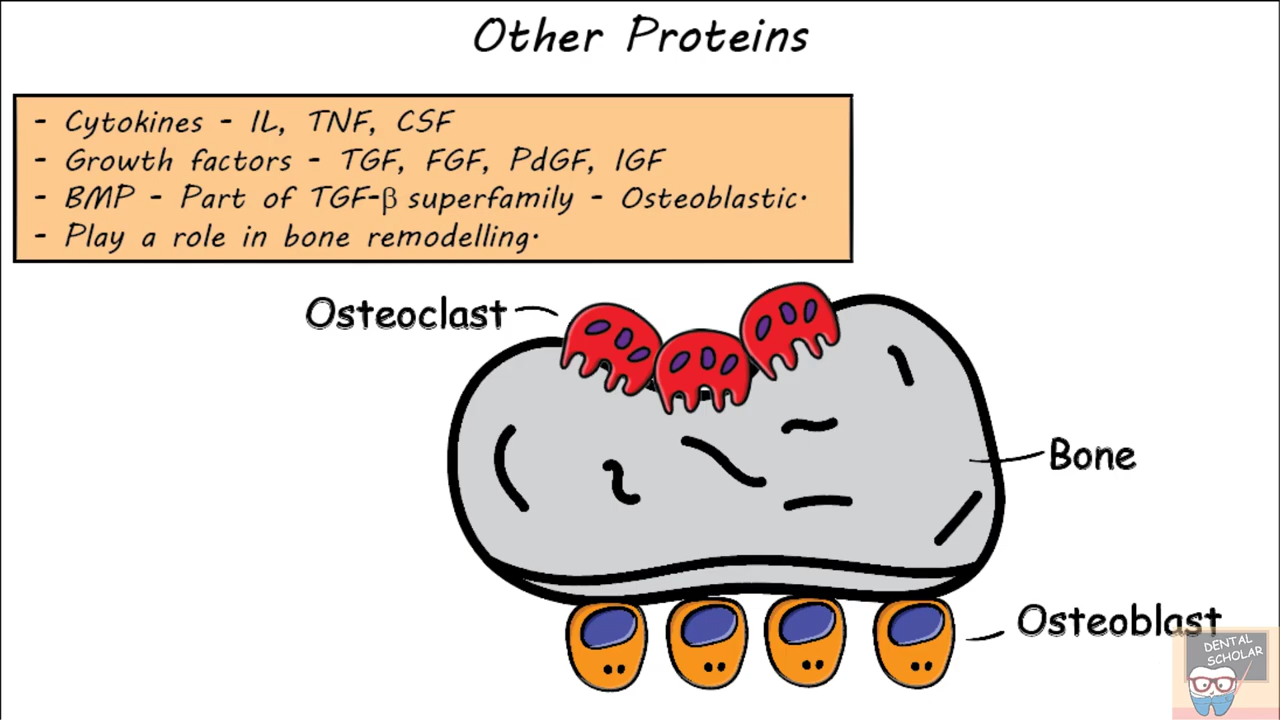 Other Proteins
- Cytokines - IL, TNF, CSF
- Growth factors - TGF, FGF, PdGF, IGF
- BMP - Part of TGF-β superfamily - Osteoblastic.
- Play a role in bone remodelling.
Osteoclast
Bone
Osteoblast
DENTAL
SCHOLAR